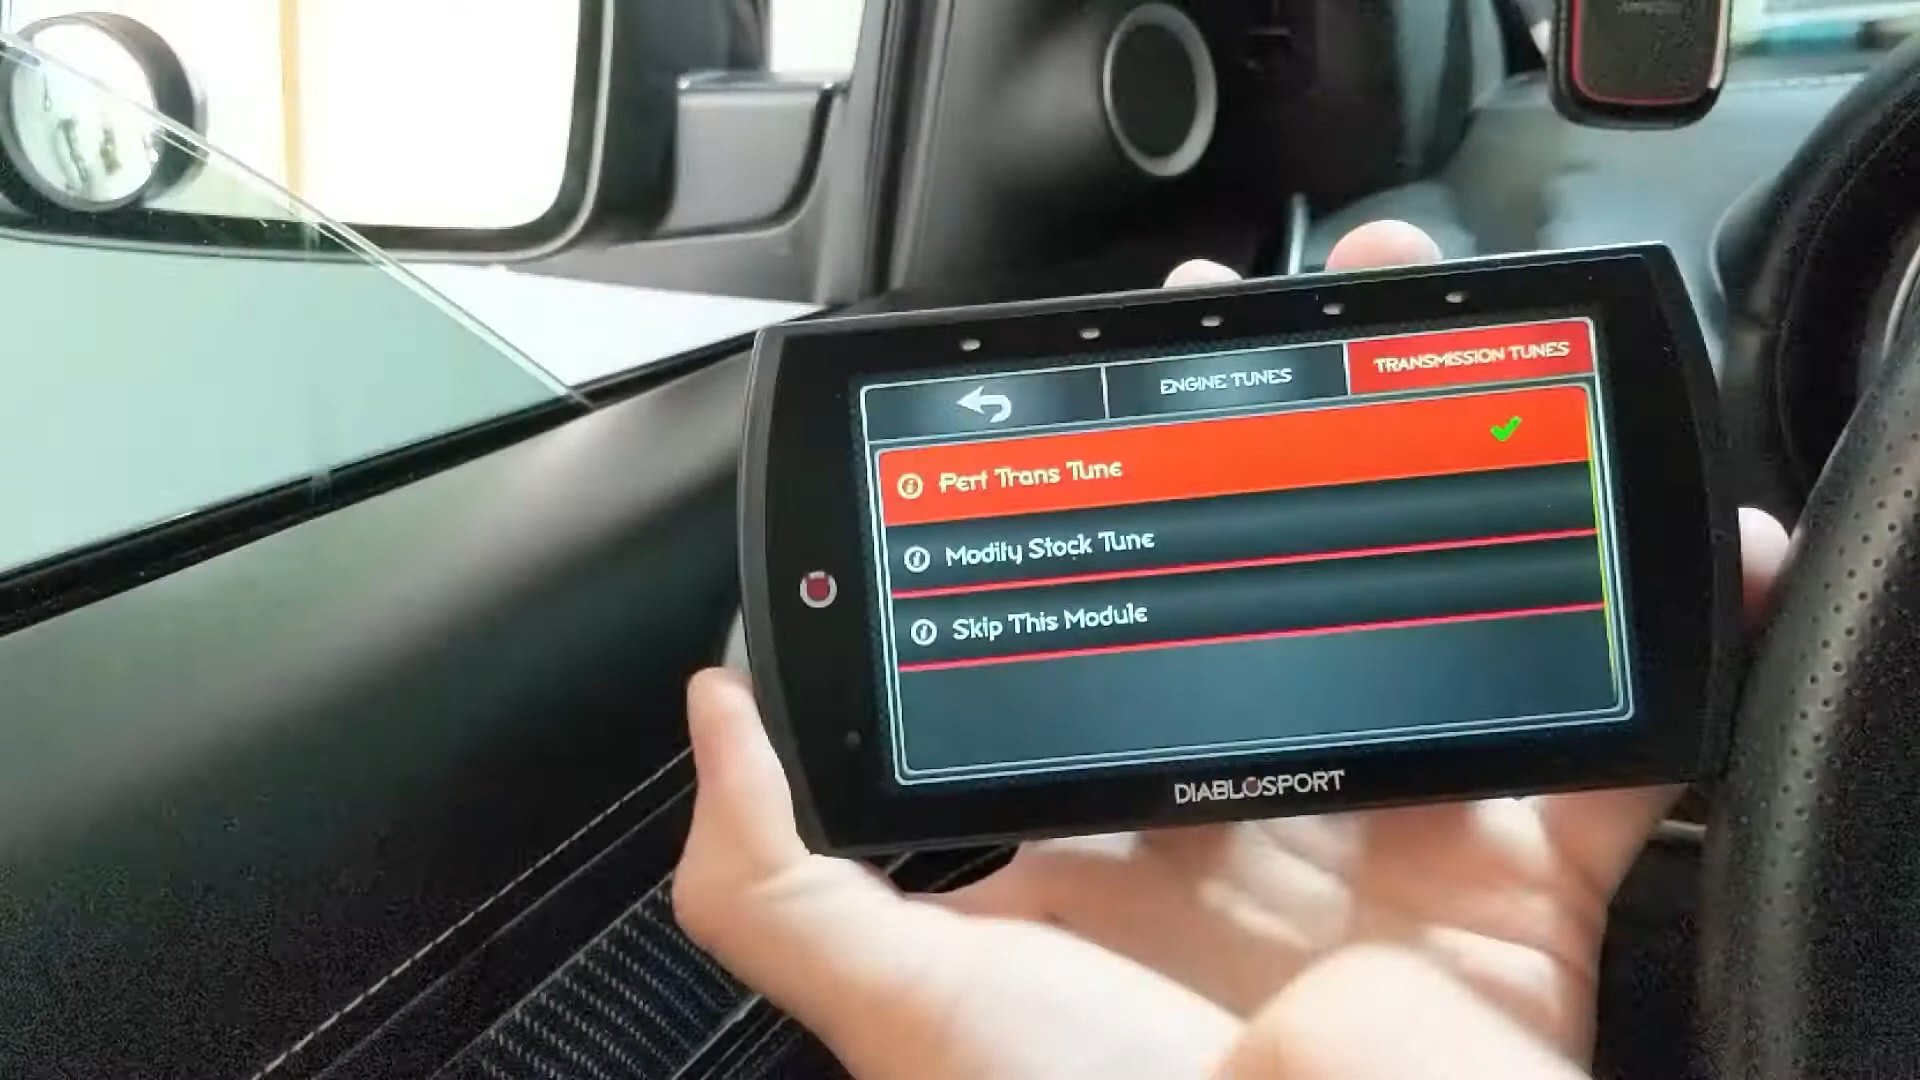 ENGINE TUNES
TRANSMISSION TUNES
Perf Trans Tune
Modify Stock Tune
Skip This Module
DIABLOSPORT